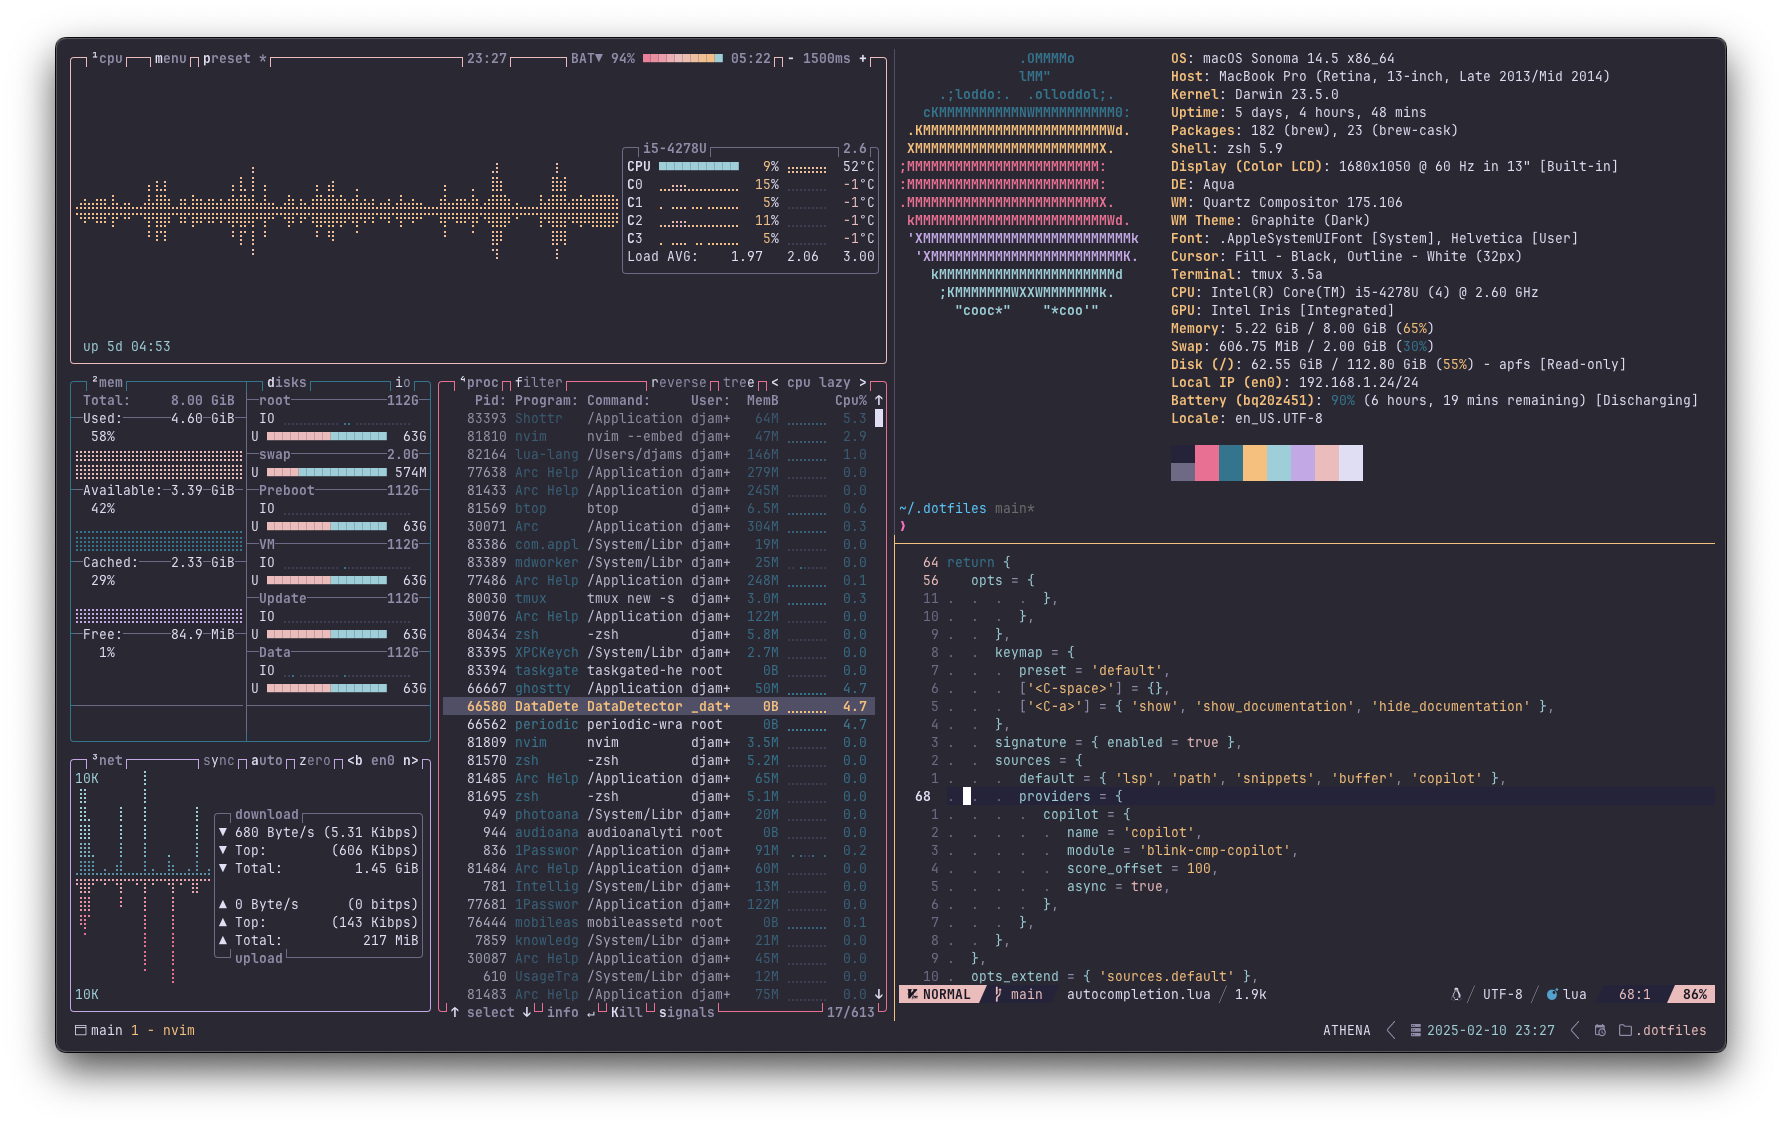 ¹cpu menu preset * 23:27 BAT▼ 94% 05:22 - 1500ms +
i5-4278U 2.6
CPU 9% 52°C
C0 15% -1°C
C1 5% -1°C
C2 11% -1°C
C3 5% -1°C
Load AVG: 1.97 2.06 3.00
up 5d 04:53
²mem
Total: 8.00 GiB
Used: 4.60 GiB
58%
Available: 3.39 GiB
42%
Cached: 2.33 GiB
29%
Free: 84.9 MiB
1%
disks io
root 112G
IO
U 63G
swap 2.0G
U 574M
Preboot 112G
IO
U 63G
VM 112G
IO
U 63G
Update 112G
IO
U 63G
Data 112G
IO
U 63G
³net sync auto zero <b en0 n>
10K
download
▼ 680 Byte/s (5.31 Kibps)
▼ Top: (606 Kibps)
▼ Total: 1.45 GiB
▲ 0 Byte/s (0 bitps)
▲ Top: (143 Kibps)
▲ Total: 217 MiB
upload
10K
⁴proc filter reverse tree < cpu lazy >
Pid: Program: Command: User: MemB Cpu% ↑
83393 Shottr /Application djam+ 64M 5.3
81810 nvim nvim --embed djam+ 47M 2.9
82164 lua-lang /Users/djams djam+ 146M 1.0
77638 Arc Help /Application djam+ 279M 0.0
81433 Arc Help /Application djam+ 245M 0.0
81569 btop btop djam+ 6.5M 0.6
30071 Arc /Application djam+ 304M 0.3
83386 com.appl /System/Libr djam+ 19M 0.0
83389 mdworker /System/Libr djam+ 25M 0.0
77486 Arc Help /Application djam+ 248M 0.1
80030 tmux tmux new -s djam+ 3.0M 0.3
30076 Arc Help /Application djam+ 122M 0.0
80434 zsh -zsh djam+ 5.8M 0.0
83395 XPCKeych /System/Libr djam+ 2.7M 0.0
83394 taskgate taskgated-he root 0B 0.0
66667 ghostty /Application djam+ 50M 4.7
66580 DataDete DataDetector _dat+ 0B 4.7
66562 periodic periodic-wra root 0B 4.7
81809 nvim nvim djam+ 3.5M 0.0
81570 zsh -zsh djam+ 5.2M 0.0
81485 Arc Help /Application djam+ 65M 0.0
81695 zsh -zsh djam+ 5.1M 0.0
949 photoana /System/Libr djam+ 20M 0.0
944 audioana audioanalyti root 0B 0.0
836 1Passwor /Application djam+ 91M 0.2
81484 Arc Help /Application djam+ 60M 0.0
781 Intellig /System/Libr djam+ 13M 0.0
77681 1Passwor /Application djam+ 122M 0.0
76444 mobileas mobileassetd root 0B 0.1
7859 knowledg /System/Libr djam+ 21M 0.0
30087 Arc Help /Application djam+ 45M 0.0
610 UsageTra /System/Libr djam+ 12M 0.0
81483 Arc Help /Application djam+ 75M 0.0 ↓
↑ select ↓ info ↵ Kill signals 17/613
.OMMMMo
lMM"
.;loddo:. .olloddol;.
cKMMMMMMMMMMNWMMMMMMMMMM0:
.KMMMMMMMMMMMMMMMMMMMMMMMWd.
XMMMMMMMMMMMMMMMMMMMMMMMX.
;MMMMMMMMMMMMMMMMMMMMMMMM:
:MMMMMMMMMMMMMMMMMMMMMMMM:
.MMMMMMMMMMMMMMMMMMMMMMMMX.
kMMMMMMMMMMMMMMMMMMMMMMMMWd.
'XMMMMMMMMMMMMMMMMMMMMMMMMMMk
'XMMMMMMMMMMMMMMMMMMMMMMMMK.
kMMMMMMMMMMMMMMMMMMMMMMd
;KMMMMMMMWXXWMMMMMMMk.
"cooc*" "*coo'"
OS: macOS Sonoma 14.5 x86_64
Host: MacBook Pro (Retina, 13-inch, Late 2013/Mid 2014)
Kernel: Darwin 23.5.0
Uptime: 5 days, 4 hours, 48 mins
Packages: 182 (brew), 23 (brew-cask)
Shell: zsh 5.9
Display (Color LCD): 1680x1050 @ 60 Hz in 13" [Built-in]
DE: Aqua
WM: Quartz Compositor 175.106
WM Theme: Graphite (Dark)
Font: .AppleSystemUIFont [System], Helvetica [User]
Cursor: Fill - Black, Outline - White (32px)
Terminal: tmux 3.5a
CPU: Intel(R) Core(TM) i5-4278U (4) @ 2.60 GHz
GPU: Intel Iris [Integrated]
Memory: 5.22 GiB / 8.00 GiB (65%)
Swap: 606.75 MiB / 2.00 GiB (30%)
Disk (/): 62.55 GiB / 112.80 GiB (55%) - apfs [Read-only]
Local IP (en0): 192.168.1.24/24
Battery (bq20z451): 90% (6 hours, 19 mins remaining) [Discharging]
Locale: en_US.UTF-8
~/.dotfiles main*
❯
64 return {
56 opts = {
11 . . . . },
10 . . . },
9 . . },
8 . . keymap = {
7 . . . preset = 'default',
6 . . . ['<C-space>'] = {},
5 . . . ['<C-a>'] = { 'show', 'show_documentation', 'hide_documentation' },
4 . . },
3 . . signature = { enabled = true },
2 . . sources = {
1 . . . default = { 'lsp', 'path', 'snippets', 'buffer', 'copilot' },
68 . . . providers = {
1 . . . . copilot = {
2 . . . . . name = 'copilot',
3 . . . . . module = 'blink-cmp-copilot',
4 . . . . . score_offset = 100,
5 . . . . . async = true,
6 . . . . },
7 . . . },
8 . . },
9 . },
10 . opts_extend = { 'sources.default' },
NORMAL main autocompletion.lua / 1.9k / UTF-8 / lua 68:1 86%
main 1 - nvim ATHENA 2025-02-10 23:27 .dotfiles